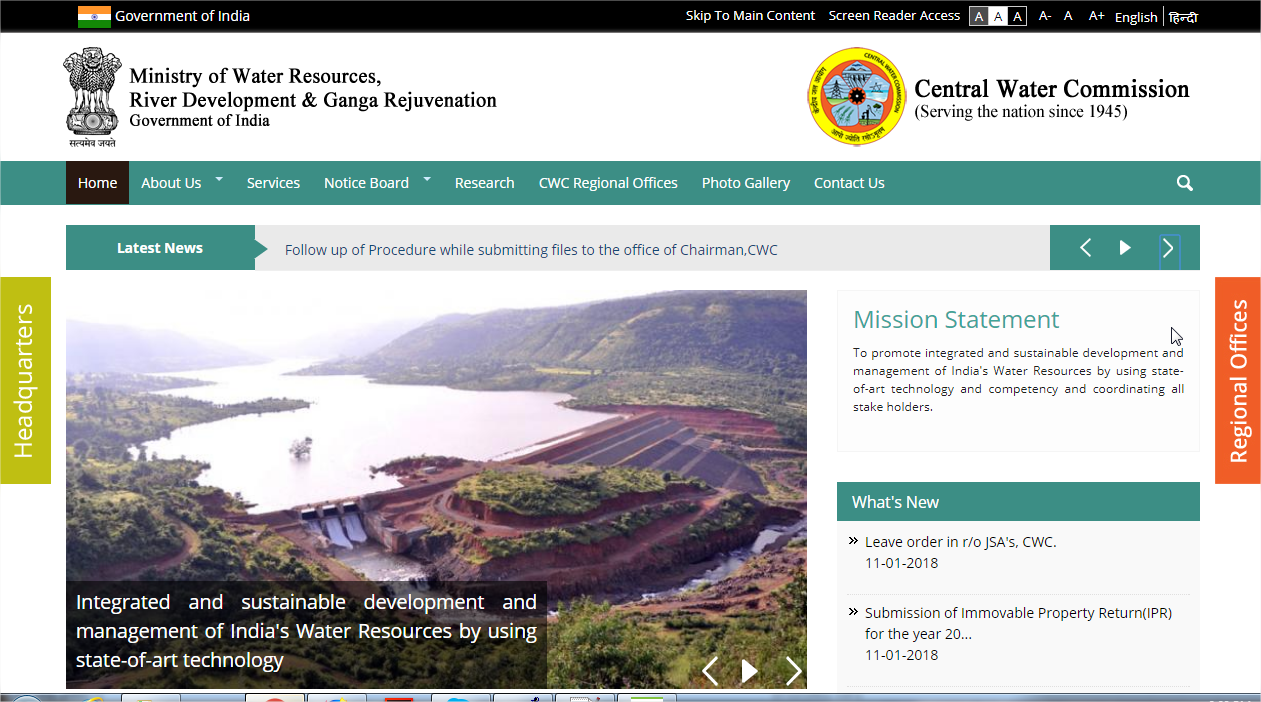 Government of India
Skip To Main Content Screen Reader Access A A A A- A A+ English हिन्दी
Ministry of Water Resources,
River Development & Ganga Rejuvenation
Government of India
सत्यमेव जयते
Central Water Commission
(Serving the nation since 1945)
Home About Us Services Notice Board Research CWC Regional Offices Photo Gallery Contact Us
Latest News
Follow up of Procedure while submitting files to the office of Chairman,CWC
Headquarters
Regional Offices
Mission Statement
To promote integrated and sustainable development and
management of India's Water Resources by using state-
of-art technology and competency and coordinating all
stake holders.
Integrated and sustainable development and
management of India's Water Resources by using
state-of-art technology
What's New
Leave order in r/o JSA's, CWC.
11-01-2018
Submission of Immovable Property Return(IPR)
for the year 20...
11-01-2018